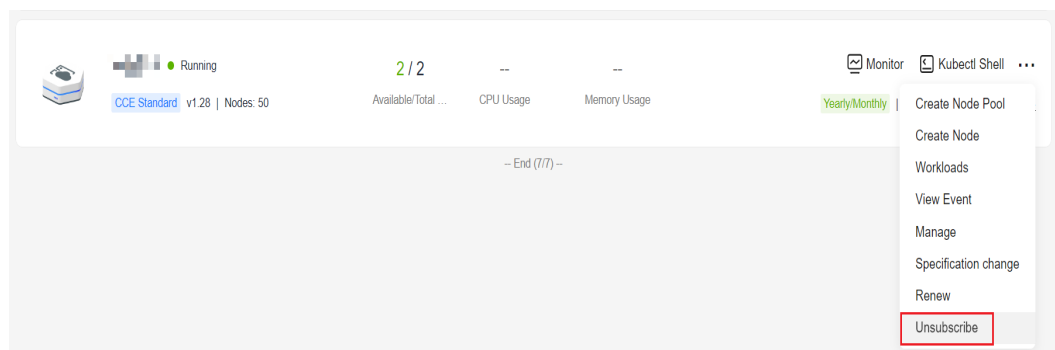 Running
2 / 2
--
--
Monitor
Kubectl Shell
CCE Standard v1.28 | Nodes: 50
Available/Total ...
CPU Usage
Memory Usage
Yearly/Monthly |
Create Node Pool
Create Node
Workloads
View Event
Manage
Specification change
Renew
Unsubscribe
-- End (7/7) --